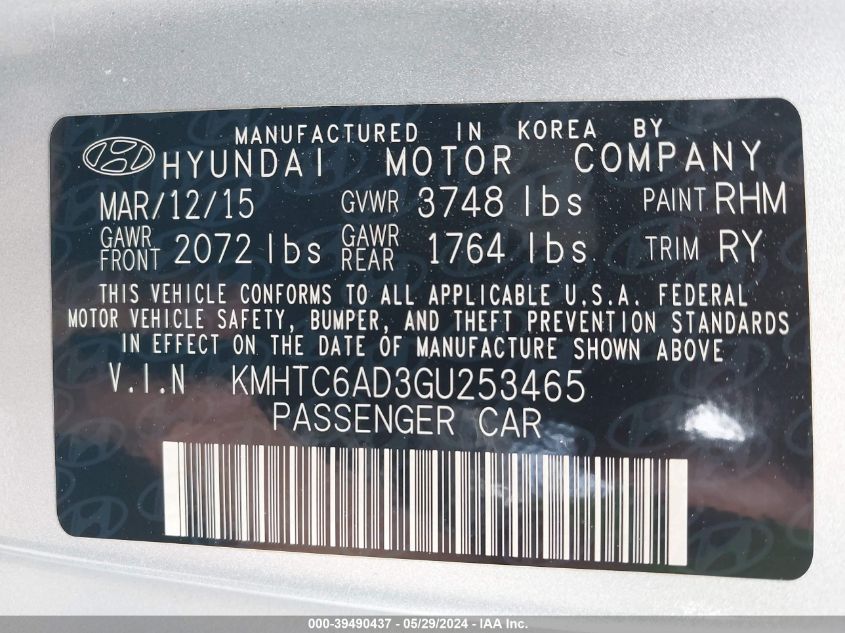 MANUFACTURED IN KOREA BY
HYUNDAI MOTOR COMPANY
MAR/12/15 GVWR 3748 lbs PAINT RHM
GAWR FRONT 2072 lbs GAWR REAR 1764 lbs TRIM RY
THIS VEHICLE CONFORMS TO ALL APPLICABLE U.S.A. FEDERAL
MOTOR VEHICLE SAFETY, BUMPER, AND THEFT PREVENTION STANDARDS
IN EFFECT ON THE DATE OF MANUFACTURE SHOWN ABOVE
V.I.N KMHTC6AD3GU253465
PASSENGER CAR
000-39490437 - 05/29/2024 - IAA Inc.